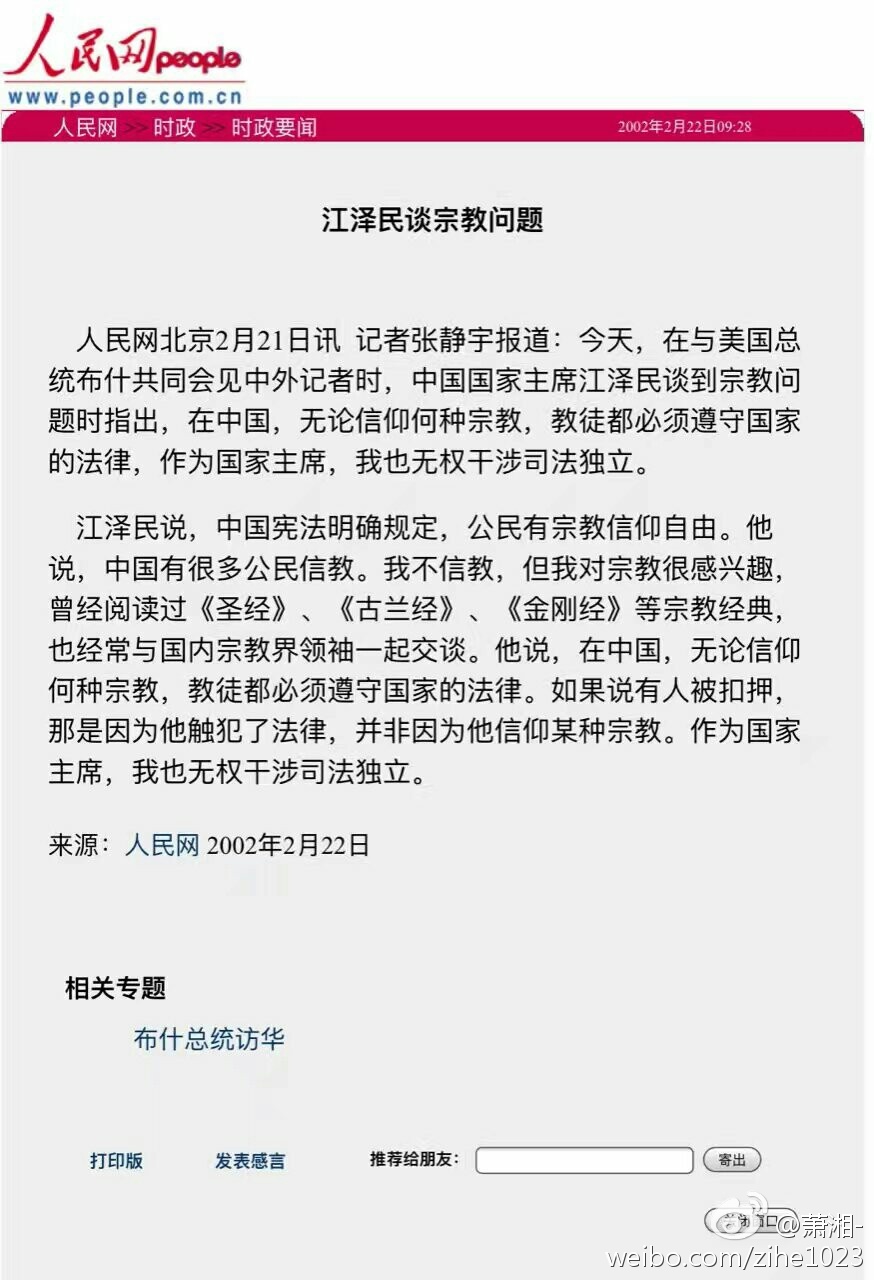 人民网people
www.people.com.cn
人民网 >> 时政 >> 时政要闻 2002年2月22日09:28
江泽民谈宗教问题
人民网北京2月21日讯 记者张静宇报道：今天，在与美国总
统布什共同会见中外记者时，中国国家主席江泽民谈到宗教问
题时指出，在中国，无论信仰何种宗教，教徒都必须遵守国家
的法律，作为国家主席，我也无权干涉司法独立。
江泽民说，中国宪法明确规定，公民有宗教信仰自由。他
说，中国有很多公民信教。我不信教，但我对宗教很感兴趣，
曾经阅读过《圣经》、《古兰经》、《金刚经》等宗教经典，
也经常与国内宗教界领袖一起交谈。他说，在中国，无论信仰
何种宗教，教徒都必须遵守国家的法律。如果说有人被扣押，
那是因为他触犯了法律，并非因为他信仰某种宗教。作为国家
主席，我也无权干涉司法独立。
来源：人民网 2002年2月22日
相关专题
布什总统访华
打印版 发表感言 推荐给朋友： 寄出
@萧湘-
weibo.com/zihe1023